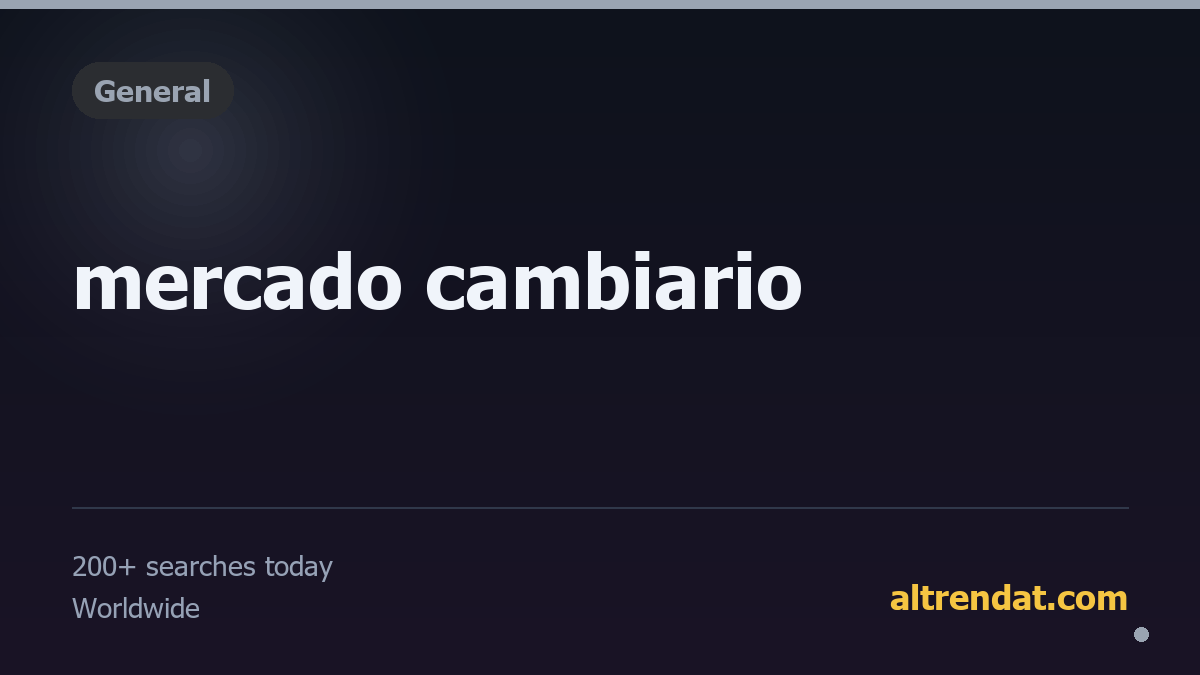 General
mercado cambiario
200+ searches today
Worldwide
altrendat.com